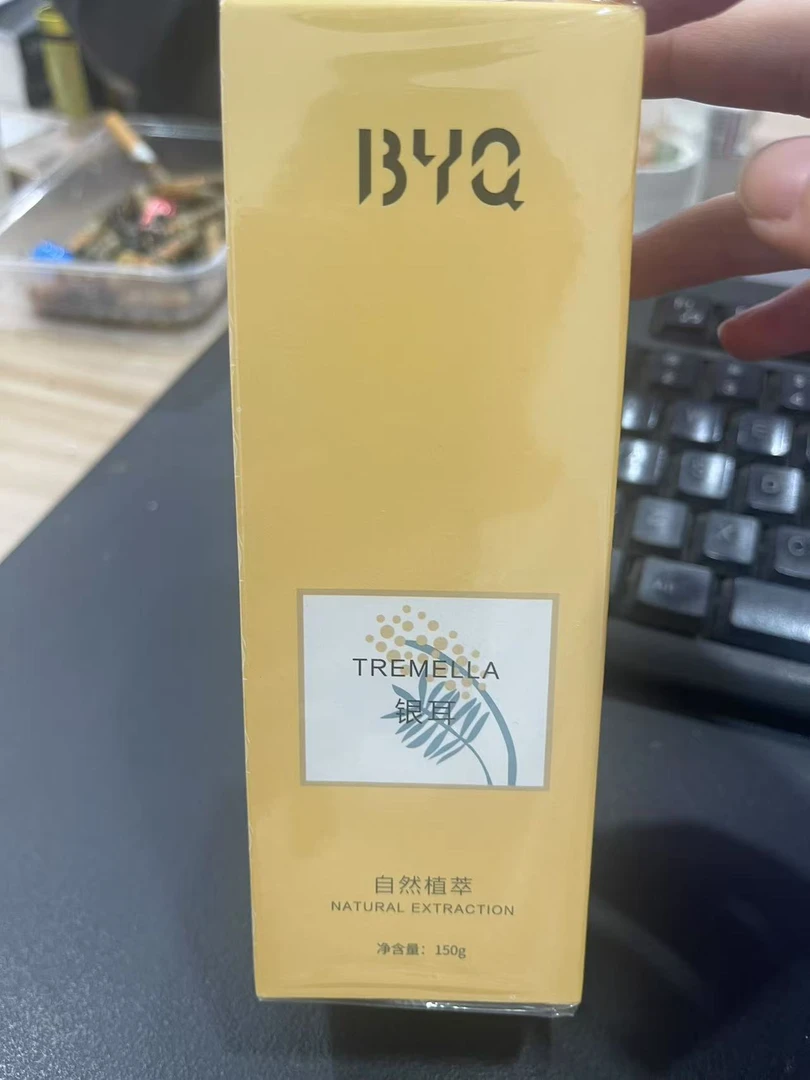 BYQ
TREMELLA
银耳
自然植萃
NATURAL EXTRACTION
净含量：150g